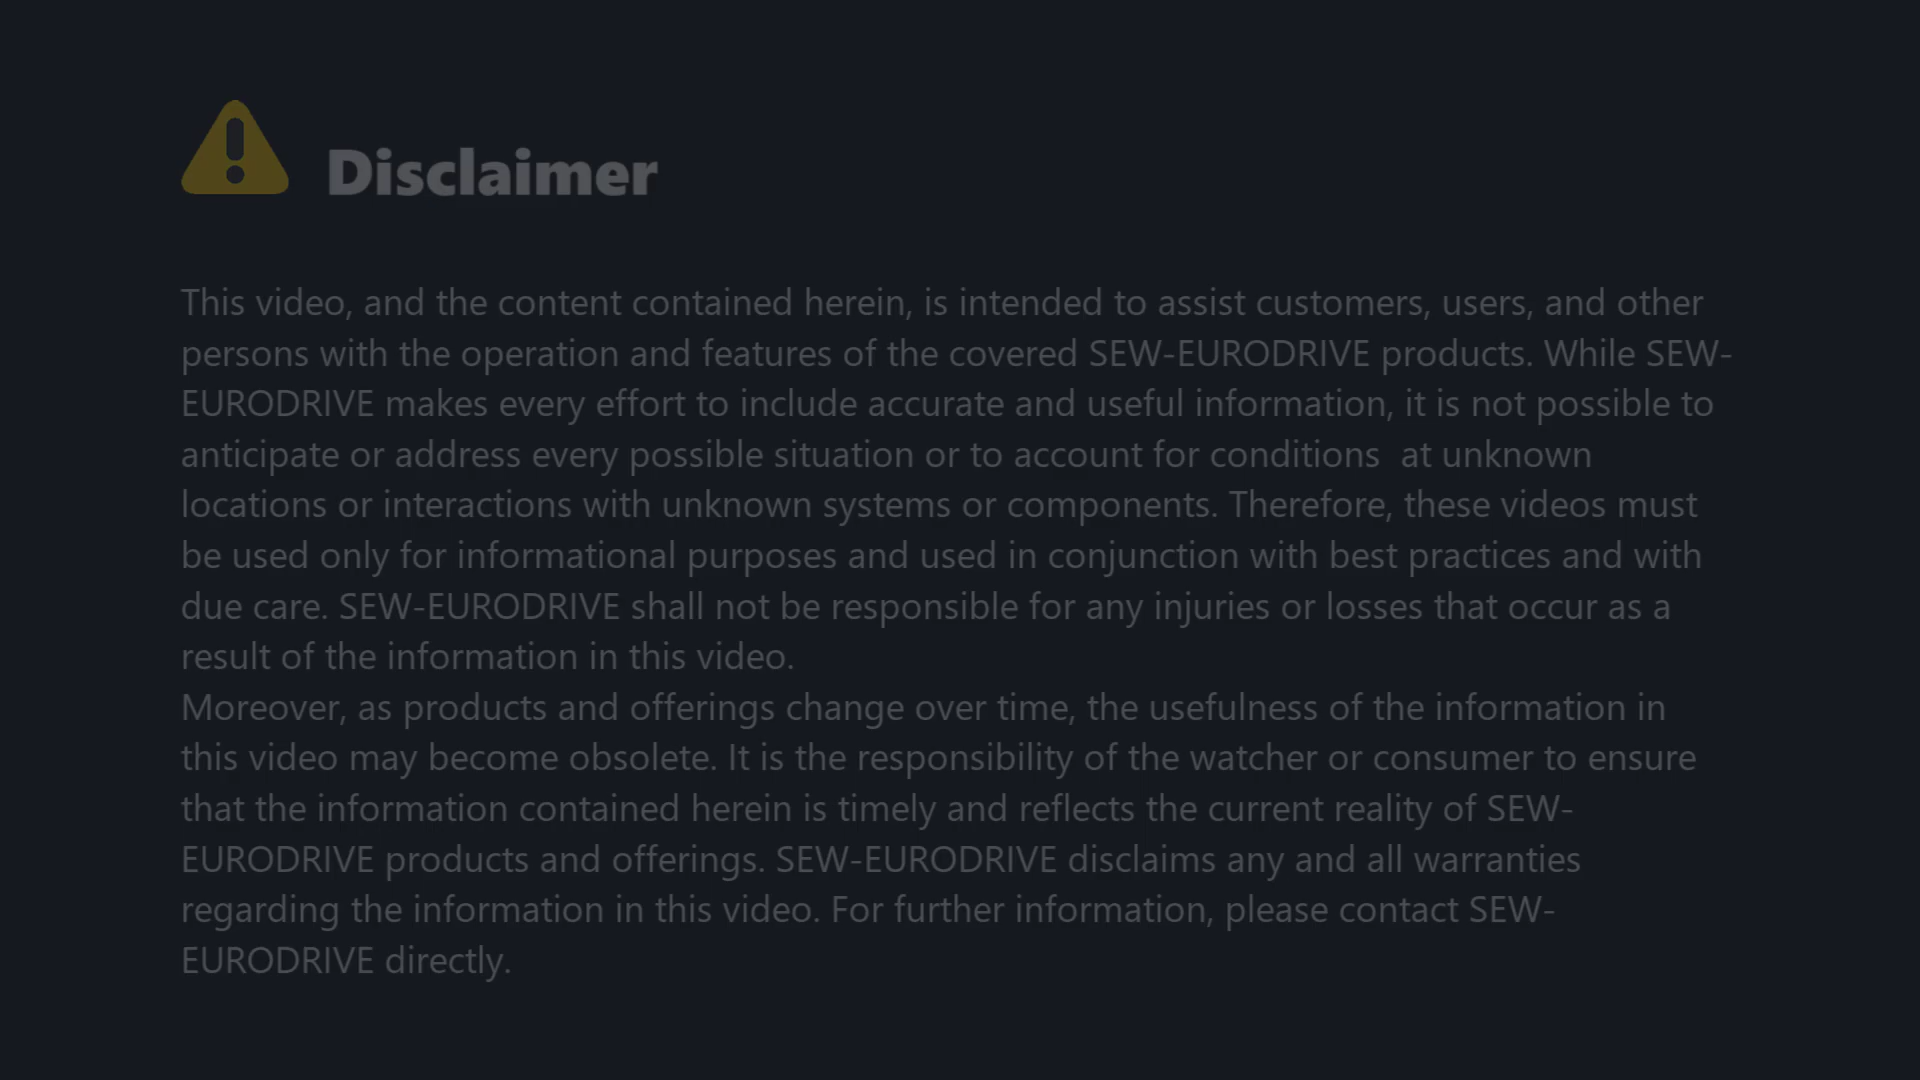 Disclaimer
This video, and the content contained herein, is intended to assist customers, users, and other
persons with the operation and features of the covered SEW-EURODRIVE products. While SEW-
EURODRIVE makes every effort to include accurate and useful information, it is not possible to
anticipate or address every possible situation or to account for conditions  at unknown
locations or interactions with unknown systems or components. Therefore, these videos must
be used only for informational purposes and used in conjunction with best practices and with
due care. SEW-EURODRIVE shall not be responsible for any injuries or losses that occur as a
result of the information in this video.
Moreover, as products and offerings change over time, the usefulness of the information in
this video may become obsolete. It is the responsibility of the watcher or consumer to ensure
that the information contained herein is timely and reflects the current reality of SEW-
EURODRIVE products and offerings. SEW-EURODRIVE disclaims any and all warranties
regarding the information in this video. For further information, please contact SEW-
EURODRIVE directly.